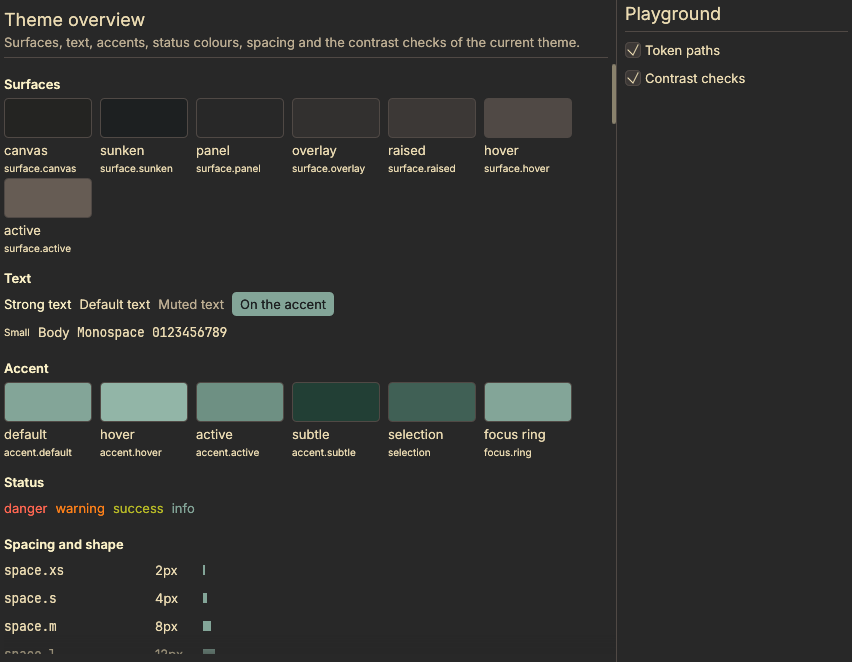 Theme overview
Surfaces, text, accents, status colours, spacing and the contrast checks of the current theme.
Surfaces
canvas sunken panel overlay raised hover
surface.canvas surface.sunken surface.panel surface.overlay surface.raised surface.hover
active
surface.active
Text
Strong text Default text Muted text On the accent
Small Body Monospace 0123456789
Accent
default hover active subtle selection focus ring
accent.default accent.hover accent.active accent.subtle selection focus.ring
Status
danger warning success info
Spacing and shape
space.xs 2px
space.s 4px
space.m 8px
space.l 12px
Playground
Token paths
Contrast checks